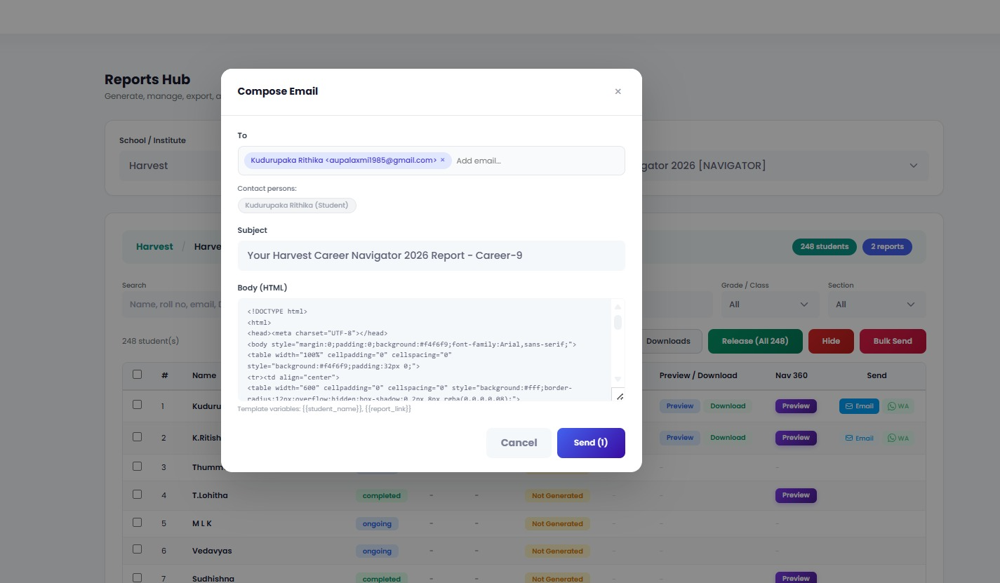 Reports Hub
Generate, manage, export, a
School / Institute
Harvest
gator 2026 [NAVIGATOR]
Harvest / Harve
248 students
2 reports
Search
Name, roll no, email, D
Grade / Class
All
Section
All
248 student(s)
Downloads
Release (All 248)
Hide
Bulk Send
# Name Preview / Download Nav 360 Send
1 Kuduru Preview Download Preview Email WA
2 K.Ritish Preview Download Preview Email WA
3 Thumm - -
4 T.Lohitha completed - - Not Generated - - Preview
5 M L K ongoing - - Not Generated - - -
6 Vedavyas ongoing - - Not Generated - - -
7 Sudhishna completed - - Not Generated - - Preview
Compose Email
×
To
Kudurupaka Rithika <aupalaxmi1985@gmail.com> × Add email...
Contact persons:
Kudurupaka Rithika (Student)
Subject
Your Harvest Career Navigator 2026 Report - Career-9
Body (HTML)
<!DOCTYPE html>
<html>
<head><meta charset="UTF-8"></head>
<body style="margin:0;padding:0;background:#f4f6f9;font-family:Arial,sans-serif;">
<table width="100%" cellpadding="0" cellspacing="0"
style="background:#f4f6f9;padding:32px 0;">
<tr><td align="center">
<table width="600" cellpadding="0" cellspacing="0" style="background:#fff;border-
radius:12px;overflow:hidden;box-shadow:0 2px 8px rgba(0,0,0,0.08);">
Template variables: {{student_name}}, {{report_link}}
Cancel
Send (1)